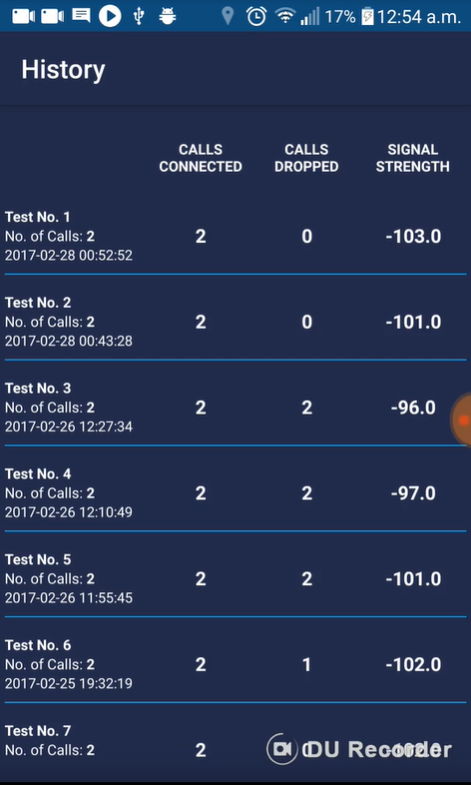 17% 12:54 a.m.
History
CALLS CONNECTED
CALLS DROPPED
SIGNAL STRENGTH
Test No. 1
No. of Calls: 2
2017-02-28 00:52:52
2 0 -103.0
Test No. 2
No. of Calls: 2
2017-02-28 00:43:28
2 0 -101.0
Test No. 3
No. of Calls: 2
2017-02-26 12:27:34
2 2 -96.0
Test No. 4
No. of Calls: 2
2017-02-26 12:10:49
2 2 -97.0
Test No. 5
No. of Calls: 2
2017-02-26 11:55:45
2 2 -101.0
Test No. 6
No. of Calls: 2
2017-02-25 19:32:19
2 1 -102.0
Test No. 7
No. of Calls: 2
2
DU Recorder